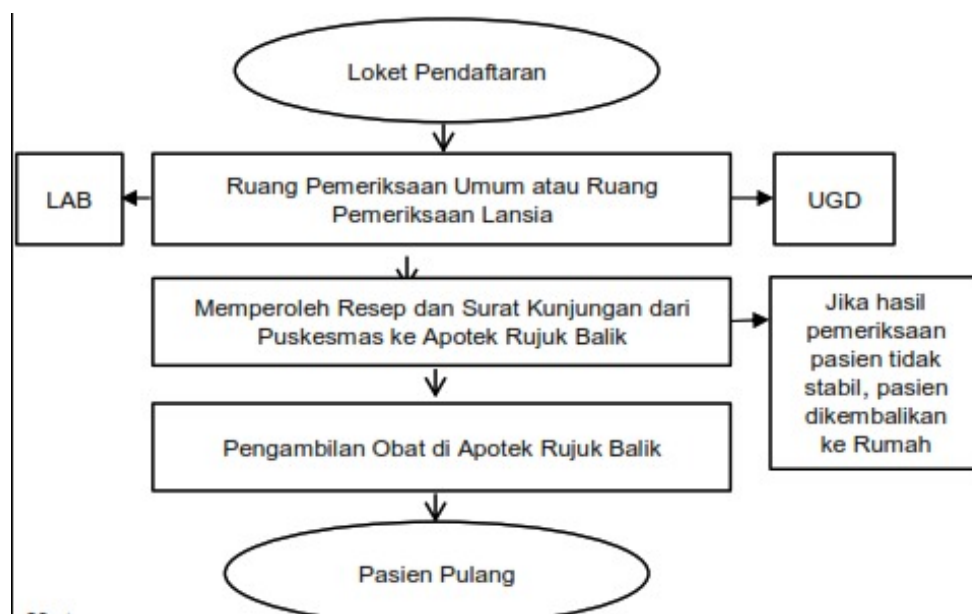 Loket Pendaftaran
LAB
Ruang Pemeriksaan Umum atau Ruang
Pemeriksaan Lansia
UGD
Memperoleh Resep dan Surat Kunjungan dari
Puskesmas ke Apotek Rujuk Balik
Jika hasil
pemeriksaan
pasien tidak
stabil, pasien
dikembalikan
ke Rumah
Pengambilan Obat di Apotek Rujuk Balik
Pasien Pulang